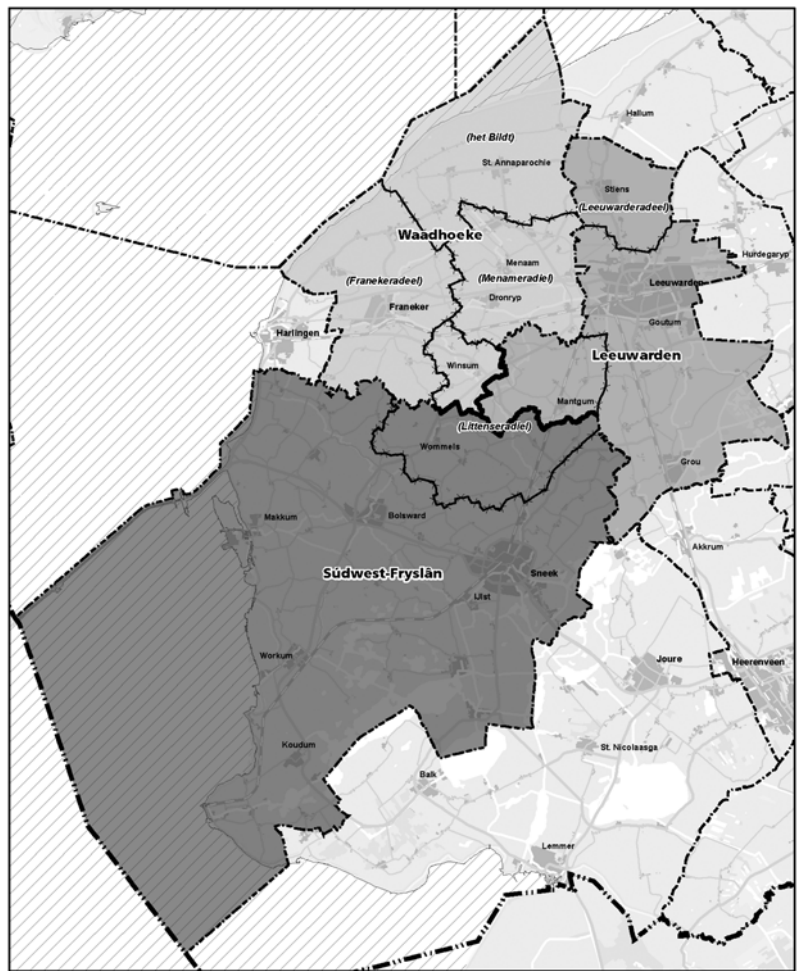 Hallum
(het Bildt)
St. Annaparochie
Stiens
(Leeuwarderadeel)
Waadhoeke
Hurdegaryp
Menaam
(Franekeradeel)
(Menameradiel)
Leeuwarden
Dronryp
Franeker
Goutum
Harlingen
Leeuwarden
Winsum
Mantgum
(Littenseradiel)
Wommels
Grou
Makkum
Bolsward
Akkrum
Súdwest-Fryslân
Sneek
IJlst
Workum
Joure
Heerenveen
Koudum
St. Nicolaasga
Balk
Lemmer